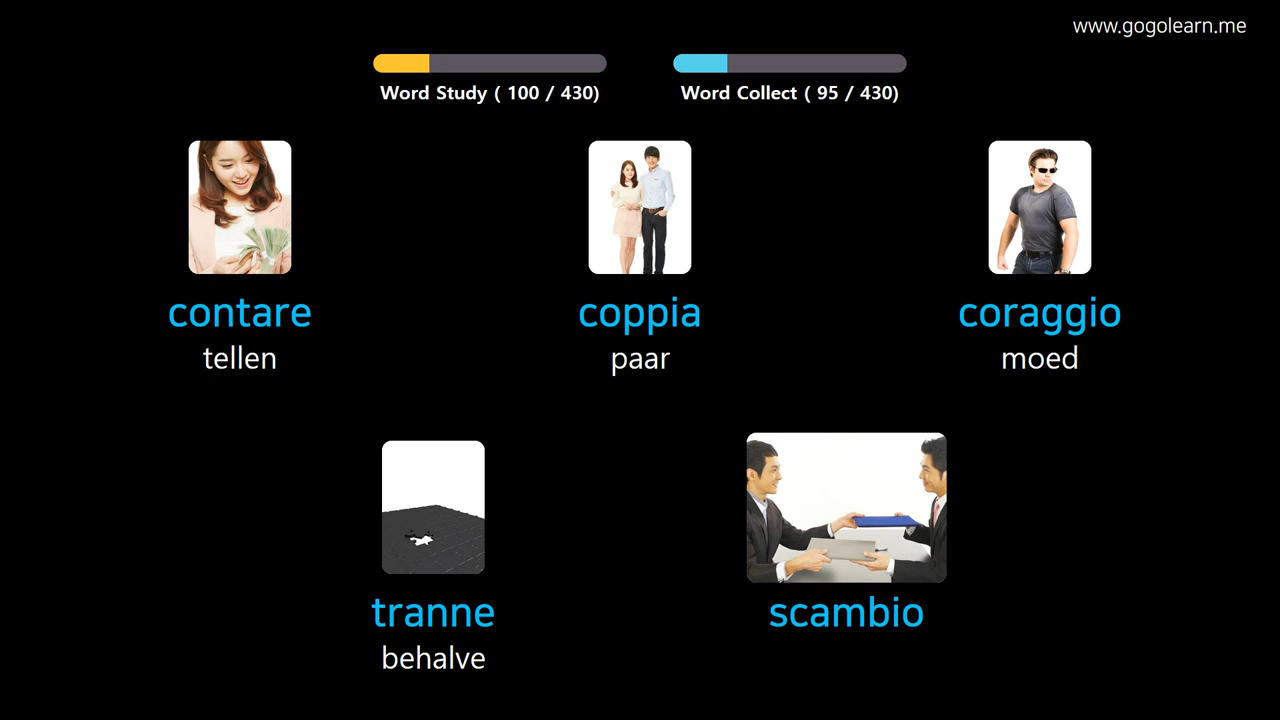 www.gogolearn.me
Word Study ( 100 / 430)
Word Collect ( 95 / 430)
contare
tellen
coppia
paar
coraggio
moed
tranne
behalve
scambio